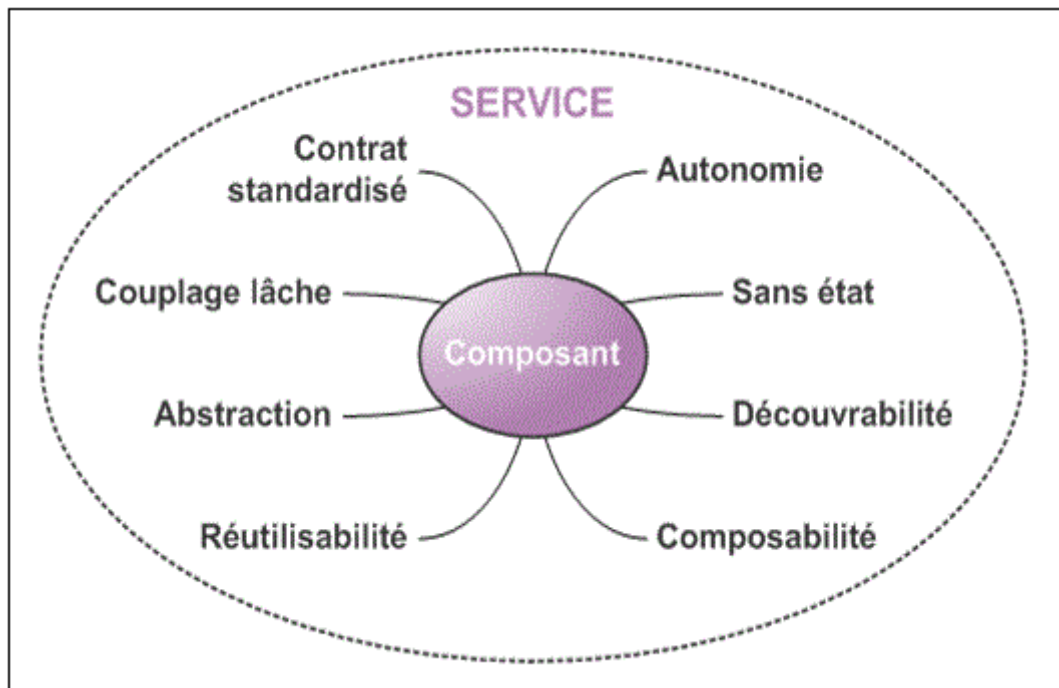 SERVICE
Contrat
standardisé
Autonomie
Couplage lâche
Sans état
Composant
Abstraction
Découvrabilité
Réutilisabilité
Composabilité